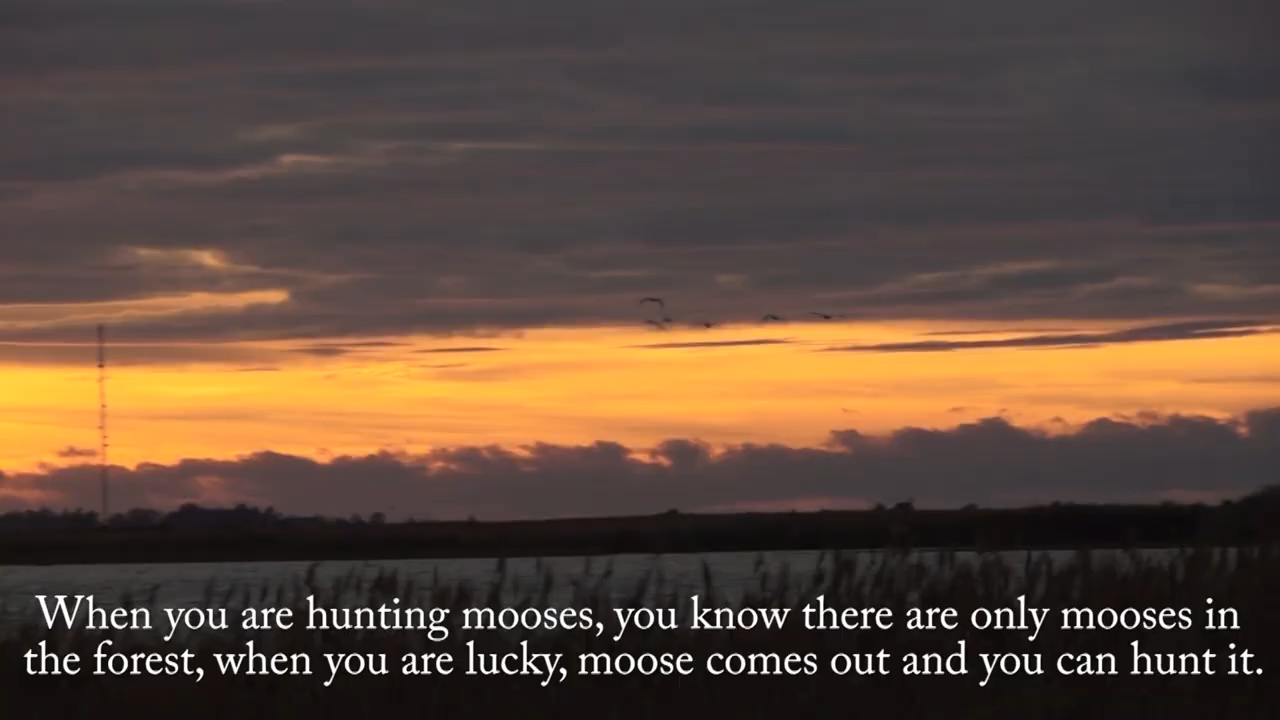 When you are hunting mooses, you know there are only mooses in
the forest, when you are lucky, moose comes out and you can hunt it.